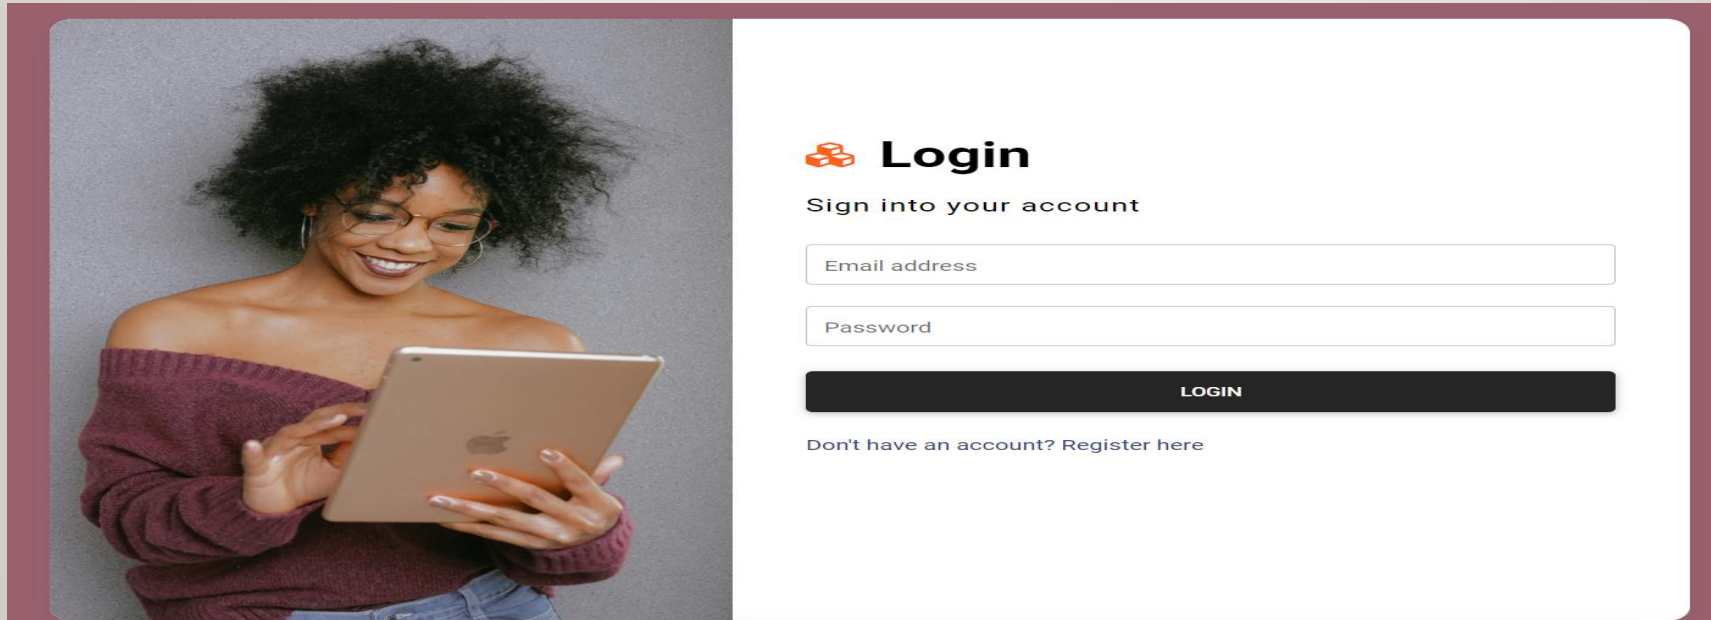 Login
Sign into your account
Email address
Password
LOGIN
Don't have an account? Register here